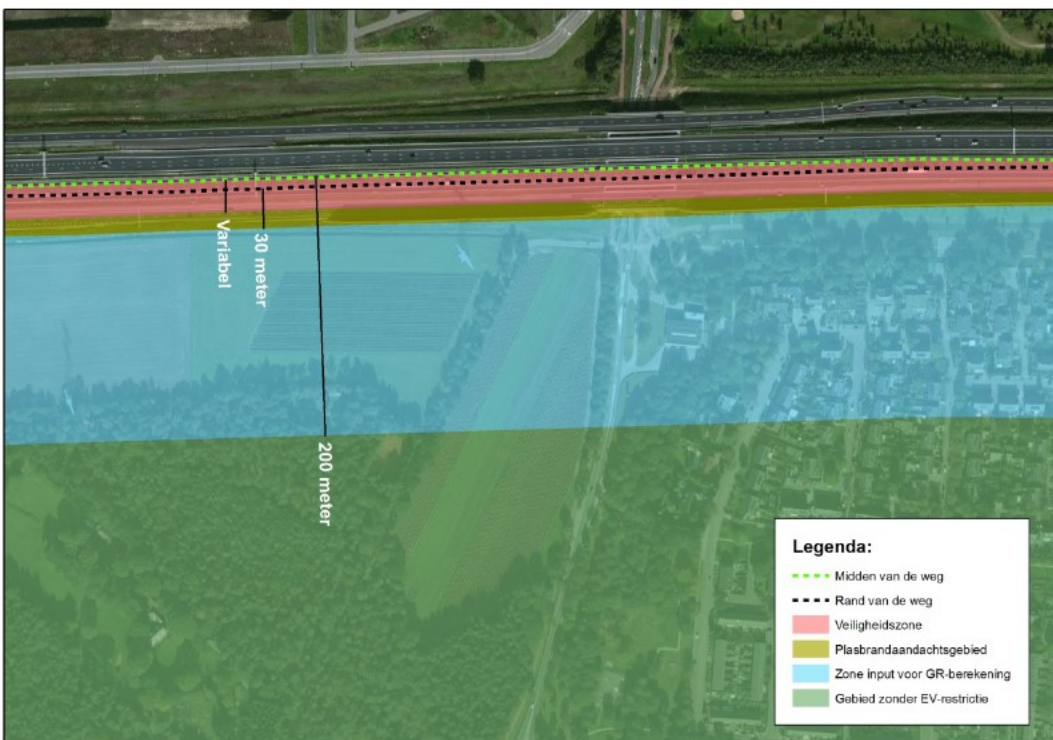 Variabel
30 meter
200 meter
Legenda:
Midden van de weg
Rand van de weg
Veiligheidszone
Plasbrandaandachtsgebied
Zone input voor GR-berekening
Gebied zonder EV-restrictie